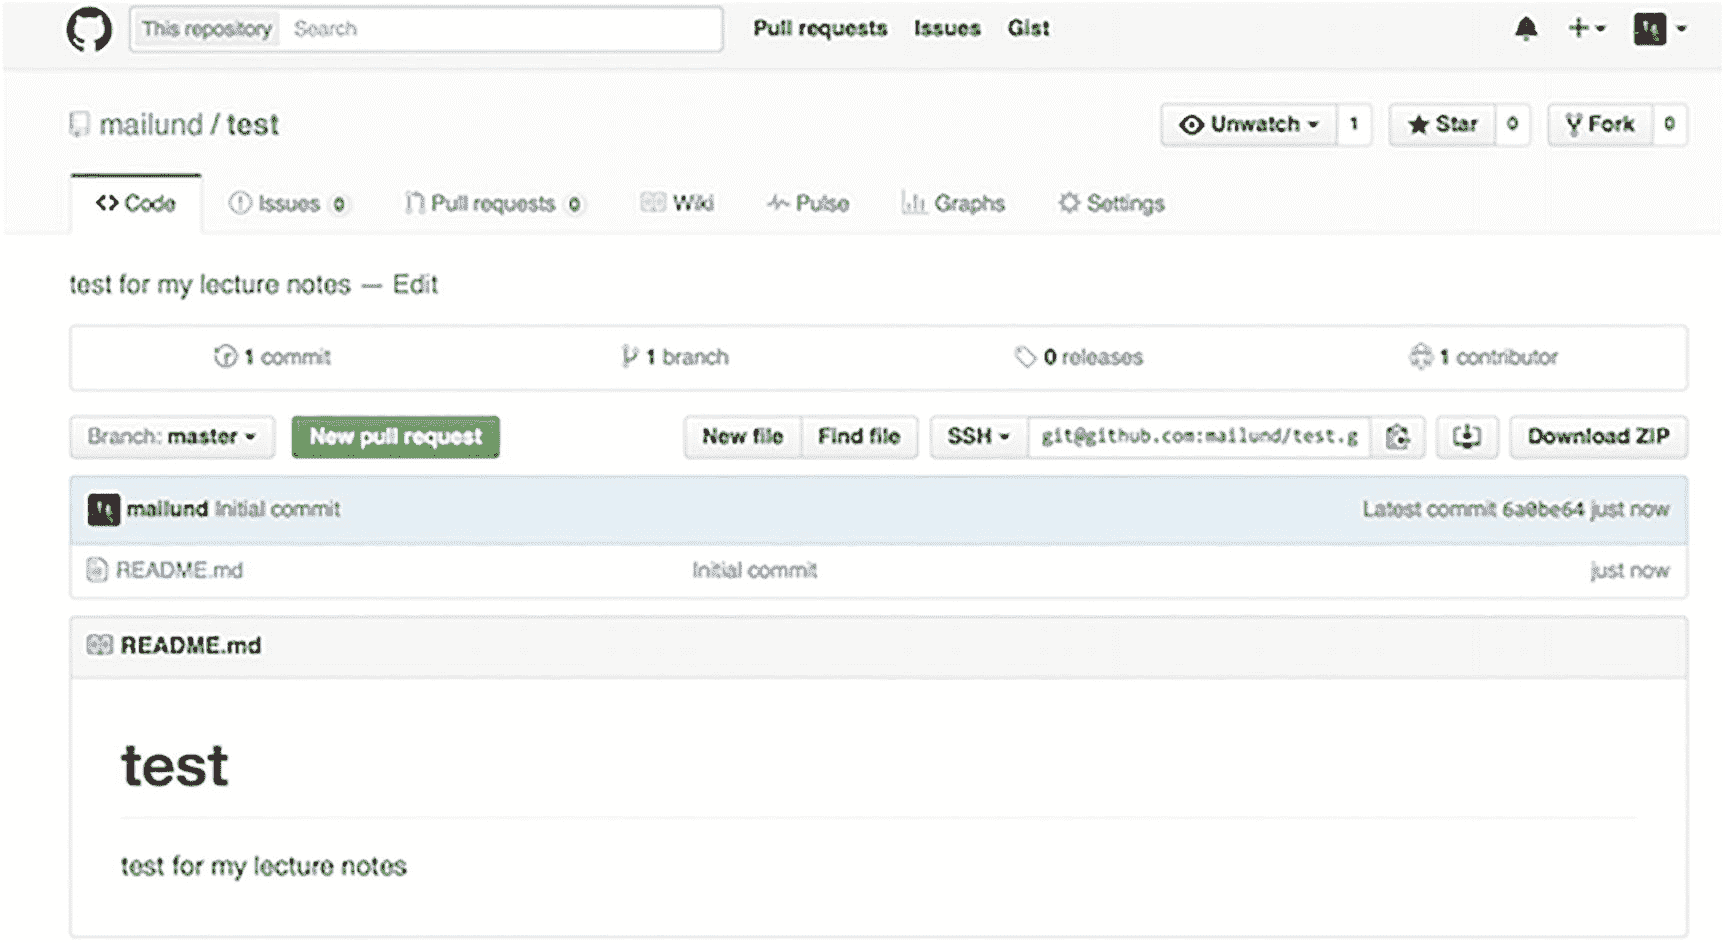 This repository Search Pull requests Issues Gist
mailund / test Unwatch 1 Star 0 Fork 0
Code Issues 0 Pull requests 0 Wiki Pulse Graphs Settings
test for my lecture notes — Edit
1 commit 1 branch 0 releases 1 contributor
Branch: master New pull request New file Find file SSH git@github.com:mailund/test.g Download ZIP
mailund Initial commit Latest commit 6a0be64 just now
README.md Initial commit just now
README.md
test
test for my lecture notes